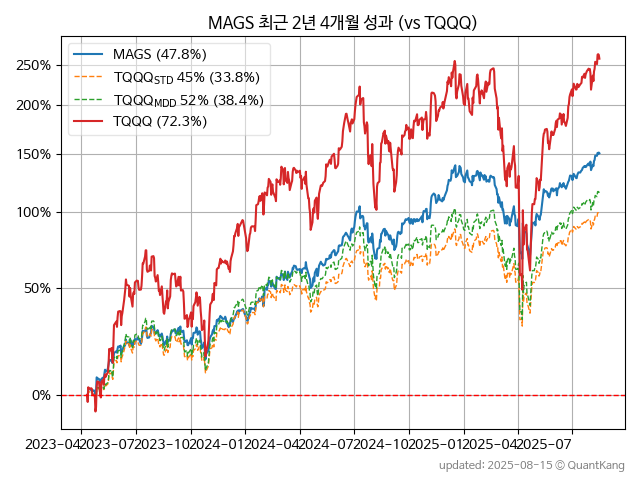 MAGS 최근 2년 4개월 성과 (vs TQQQ)
MAGS (47.8%)
TQQQSTD 45% (33.8%)
TQQQMDD 52% (38.4%)
TQQQ (72.3%)
250%
200%
150%
100%
50%
0%
2023-04 2023-07 2023-10 2024-01 2024-04 2024-07 2024-10 2025-01 2025-04 2025-07
updated: 2025-08-15 © QuantKang